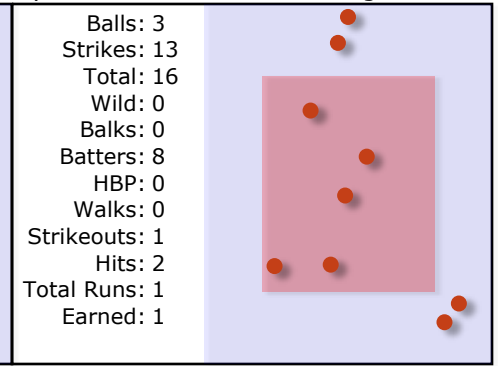 Balls: 3
Strikes: 13
Total: 16
Wild: 0
Balks: 0
Batters: 8
HBP: 0
Walks: 0
Strikeouts: 1
Hits: 2
Total Runs: 1
Earned: 1